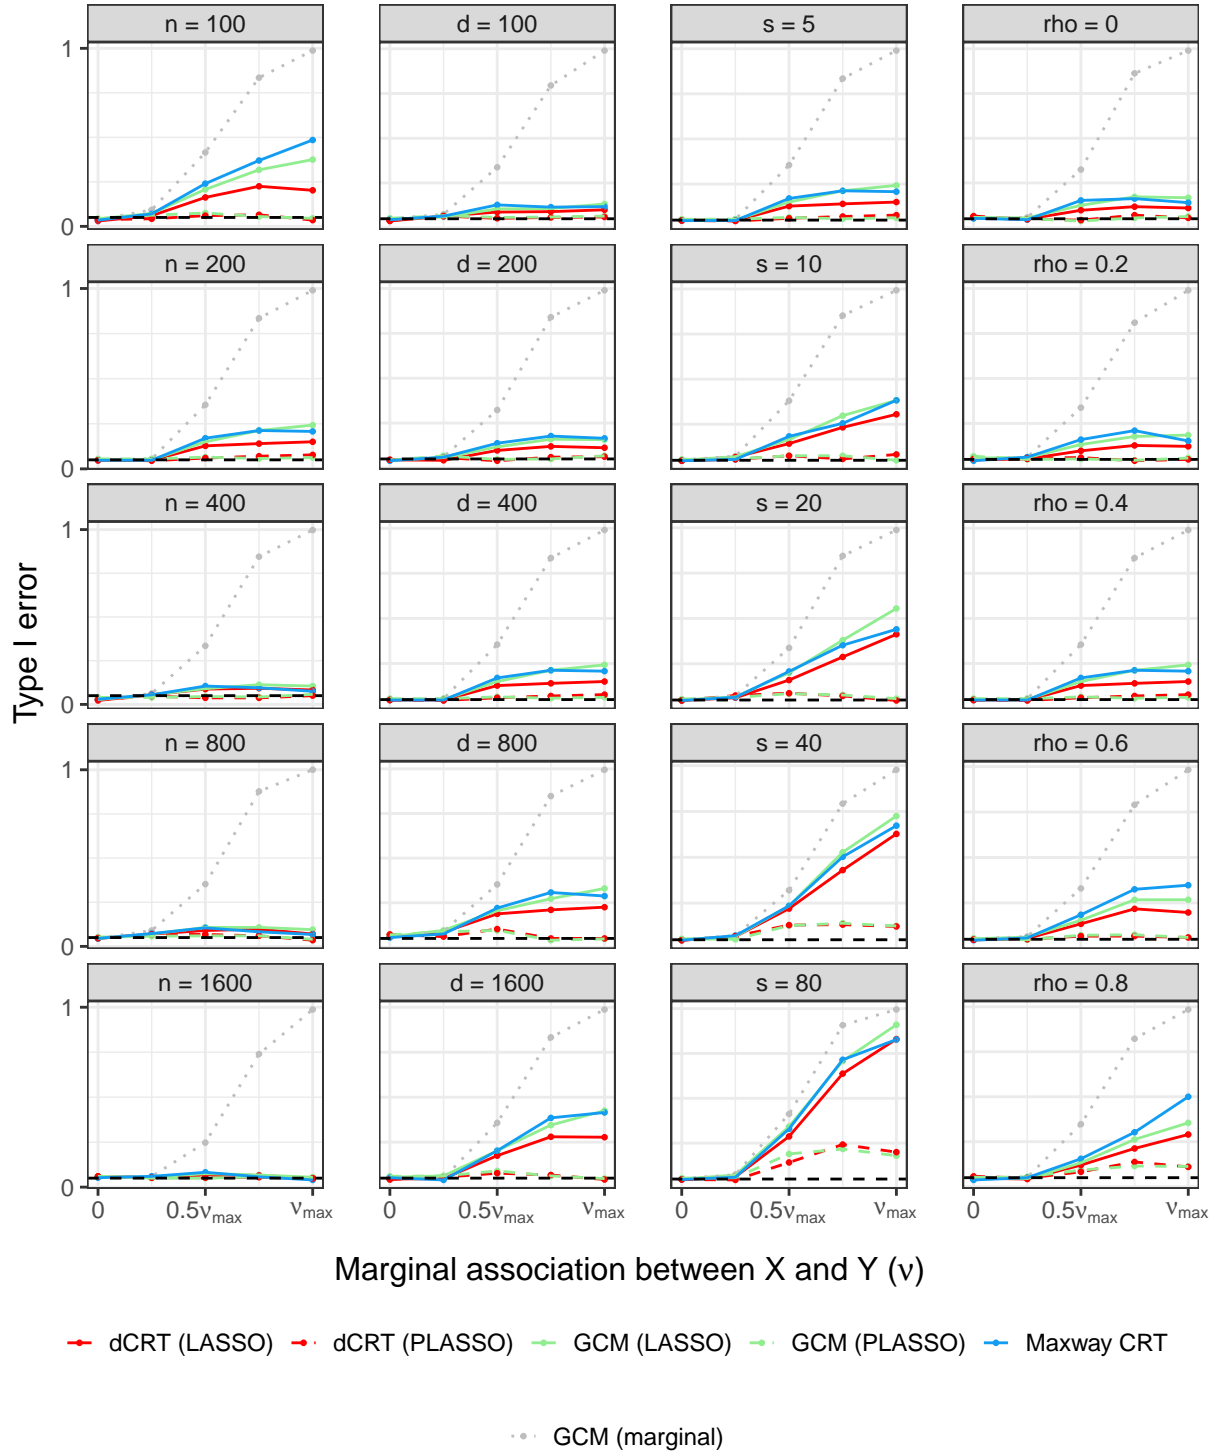 n = 100 d = 100 s = 5 rho = 0
1
0
n = 200 d = 200 s = 10 rho = 0.2
1
0
n = 400 d = 400 s = 20 rho = 0.4
1
0
n = 800 d = 800 s = 40 rho = 0.6
1
0
n = 1600 d = 1600 s = 80 rho = 0.8
1
0
Type I error
0 0.5νmax νmax 0 0.5νmax νmax 0 0.5νmax νmax 0 0.5νmax νmax
Marginal association between X and Y (ν)
dCRT (LASSO) dCRT (PLASSO) GCM (LASSO) GCM (PLASSO) Maxway CRT
GCM (marginal)